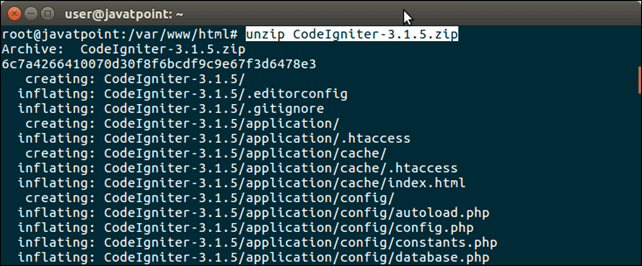 user@javatpoint: ~
root@javatpoint:/var/www/html# unzip CodeIgniter-3.1.5.zip
Archive:  CodeIgniter-3.1.5.zip
6c7a4266410070d30f8f6bcdf9c9e67f3d6478e3
   creating: CodeIgniter-3.1.5/
  inflating: CodeIgniter-3.1.5/.editorconfig
  inflating: CodeIgniter-3.1.5/.gitignore
   creating: CodeIgniter-3.1.5/application/
  inflating: CodeIgniter-3.1.5/application/.htaccess
   creating: CodeIgniter-3.1.5/application/cache/
  inflating: CodeIgniter-3.1.5/application/cache/.htaccess
  inflating: CodeIgniter-3.1.5/application/cache/index.html
   creating: CodeIgniter-3.1.5/application/config/
  inflating: CodeIgniter-3.1.5/application/config/autoload.php
  inflating: CodeIgniter-3.1.5/application/config/config.php
  inflating: CodeIgniter-3.1.5/application/config/constants.php
  inflating: CodeIgniter-3.1.5/application/config/database.php